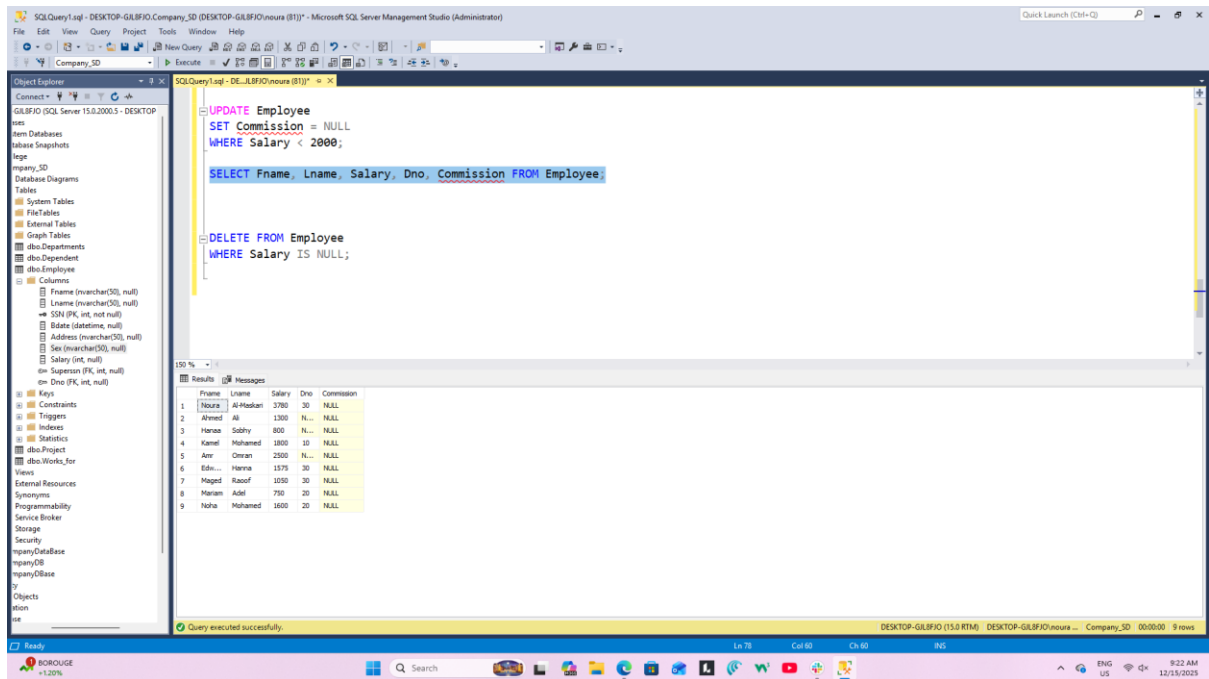 SQLQuery1.sql - DESKTOP-GJL8FJO.Company_SD (DESKTOP-GJL8FJO\noura (81))* - Microsoft SQL Server Management Studio (Administrator)
Quick Launch (Ctrl+Q)
File Edit View Query Project Tools Window Help
New Query
Company_SD
Execute
Object Explorer
SQLQuery1.sql - DE...JL8FJO\noura (81))*
Connect
-GJL8FJO (SQL Server 15.0.2000.5 - DESKTOP
ses
tem Databases
tabase Snapshots
lege
mpany_SD
Database Diagrams
Tables
System Tables
FileTables
External Tables
Graph Tables
dbo.Departments
dbo.Dependent
dbo.Employee
Columns
Fname (nvarchar(50), null)
Lname (nvarchar(50), null)
SSN (PK, int, not null)
Bdate (datetime, null)
Address (nvarchar(50), null)
Sex (nvarchar(50), null)
Salary (int, null)
Superssn (FK, int, null)
Dno (FK, int, null)
Keys
Constraints
Triggers
Indexes
Statistics
dbo.Project
dbo.Works_for
Views
External Resources
Synonyms
Programmability
Service Broker
Storage
Security
mpanyDataBase
mpanyDB
mpanyDBase
Objects
UPDATE Employee
SET Commission = NULL
WHERE Salary < 2000;
SELECT Fname, Lname, Salary, Dno, Commission FROM Employee;
DELETE FROM Employee
WHERE Salary IS NULL;
150 %
Results Messages
Fname Lname Salary Dno Commission
1 Noura Al-Maskari 3780 30 NULL
2 Ahmed Ali 1300 N... NULL
3 Hanaa Sobhy 800 N... NULL
4 Kamel Mohamed 1800 10 NULL
5 Amr Omran 2500 N... NULL
6 Edw... Hanna 1575 30 NULL
7 Maged Raoof 1050 30 NULL
8 Mariam Adel 750 20 NULL
9 Noha Mohamed 1600 20 NULL
Query executed successfully.
DESKTOP-GJL8FJO (15.0 RTM) DESKTOP-GJL8FJO\noura ... Company_SD 00:00:00 9 rows
Ready
Ln 78 Col 60 Ch 60 INS
BOROUGE
+1.20%
Search
ENG
US
9:22 AM
12/15/2025